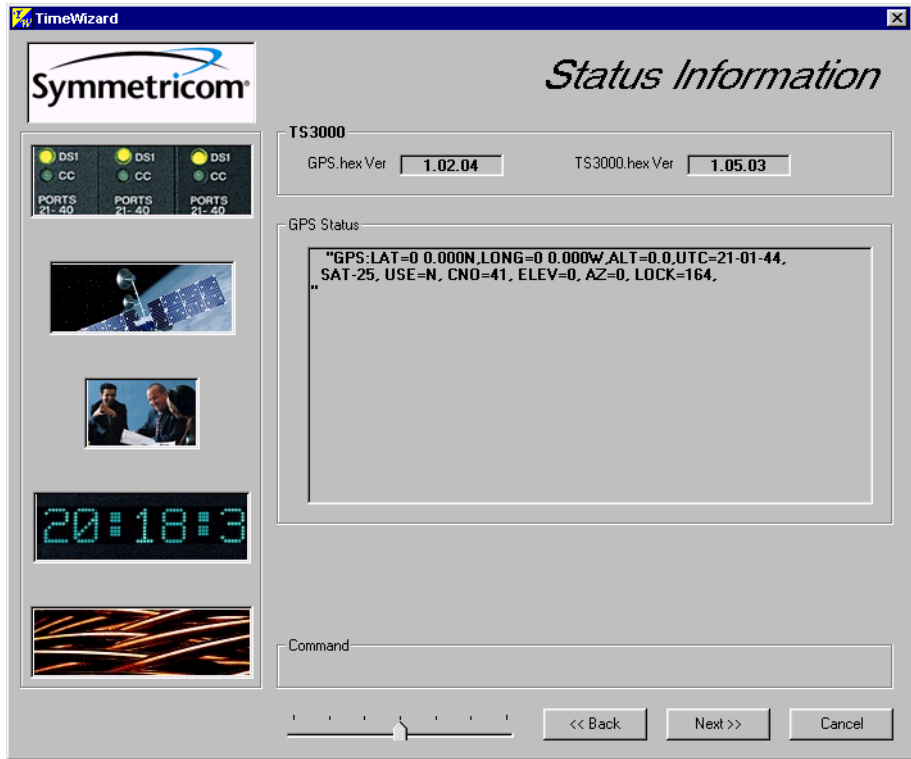 TimeWizard
Symmetricom
Status Information
DS1 DS1 DS1
CC CC CC
PORTS PORTS PORTS
21- 40 21- 40 21- 40
TS3000
GPS.hex Ver 1.02.04 TS3000.hex Ver 1.05.03
GPS Status
"GPS:LAT=0 0.000N,LONG=0 0.000W,ALT=0.0,UTC=21-01-44,
SAT-25, USE=N, CNO=41, ELEV=0, AZ=0, LOCK=164,
"
20:18:3
Command
<< Back Next >> Cancel